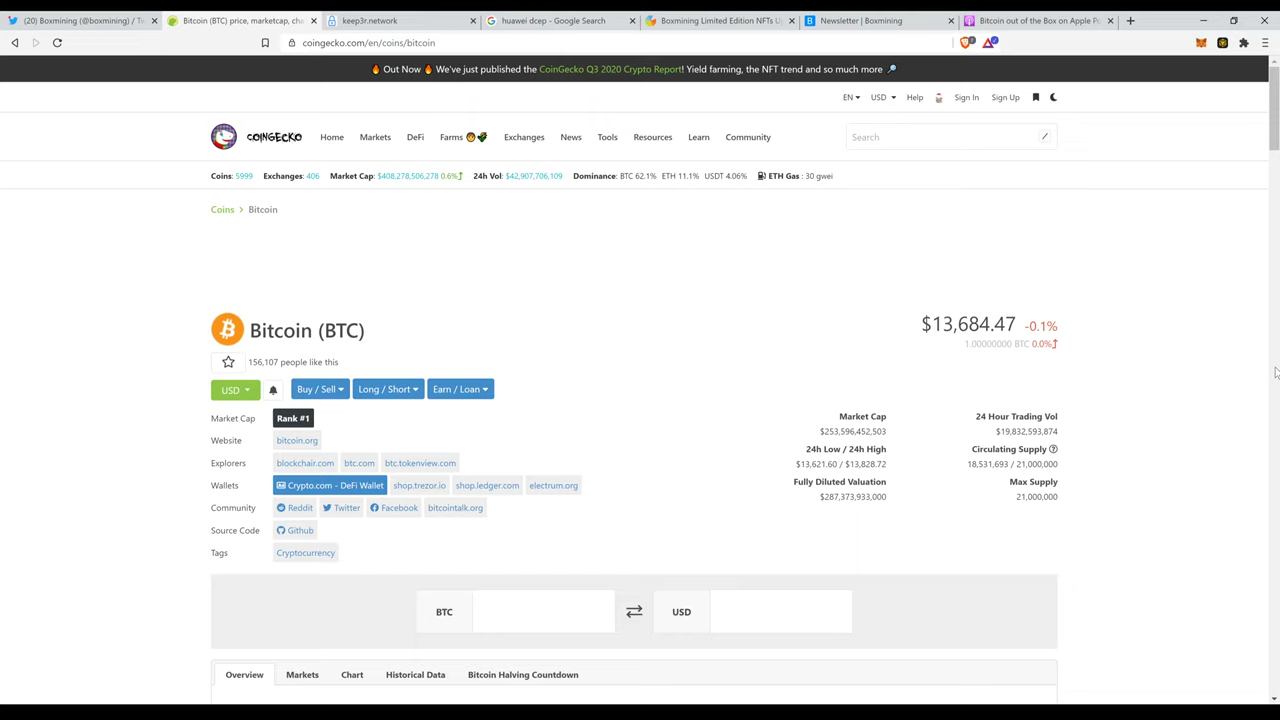 (20) Boxmining (@boxmining) / Tw
Bitcoin (BTC) price, marketcap, cha
keep3r.network
huawei dcep - Google Search
Boxmining Limited Edition NFTs U
Newsletter | Boxmining
Bitcoin out of the Box on Apple Po
coingecko.com/en/coins/bitcoin
Out Now We've just published the CoinGecko Q3 2020 Crypto Report! Yield farming, the NFT trend and so much more
EN USD Help Sign In Sign Up
COINGECKO Home Markets DeFi Farms Exchanges News Tools Resources Learn Community Search /
Coins: 5999 Exchanges: 406 Market Cap: $408,278,506,278 0.6% 24h Vol: $42,907,706,109 Dominance: BTC 62.1% ETH 11.1% USDT 4.06% ETH Gas : 30 gwei
Coins > Bitcoin
Bitcoin (BTC)
$13,684.47 -0.1%
1.00000000 BTC 0.0%
156,107 people like this
USD Buy / Sell Long / Short Earn / Loan
Market Cap Rank #1
Website bitcoin.org
Explorers blockchair.com btc.com btc.tokenview.com
Wallets Crypto.com - DeFi Wallet shop.trezor.io shop.ledger.com electrum.org
Community Reddit Twitter Facebook bitcointalk.org
Source Code Github
Tags Cryptocurrency
Market Cap 24 Hour Trading Vol
$253,596,452,503 $19,832,593,874
24h Low / 24h High Circulating Supply
$13,621.60 / $13,828.72 18,531,693 / 21,000,000
Fully Diluted Valuation Max Supply
$287,373,933,000 21,000,000
BTC USD
Overview Markets Chart Historical Data Bitcoin Halving Countdown